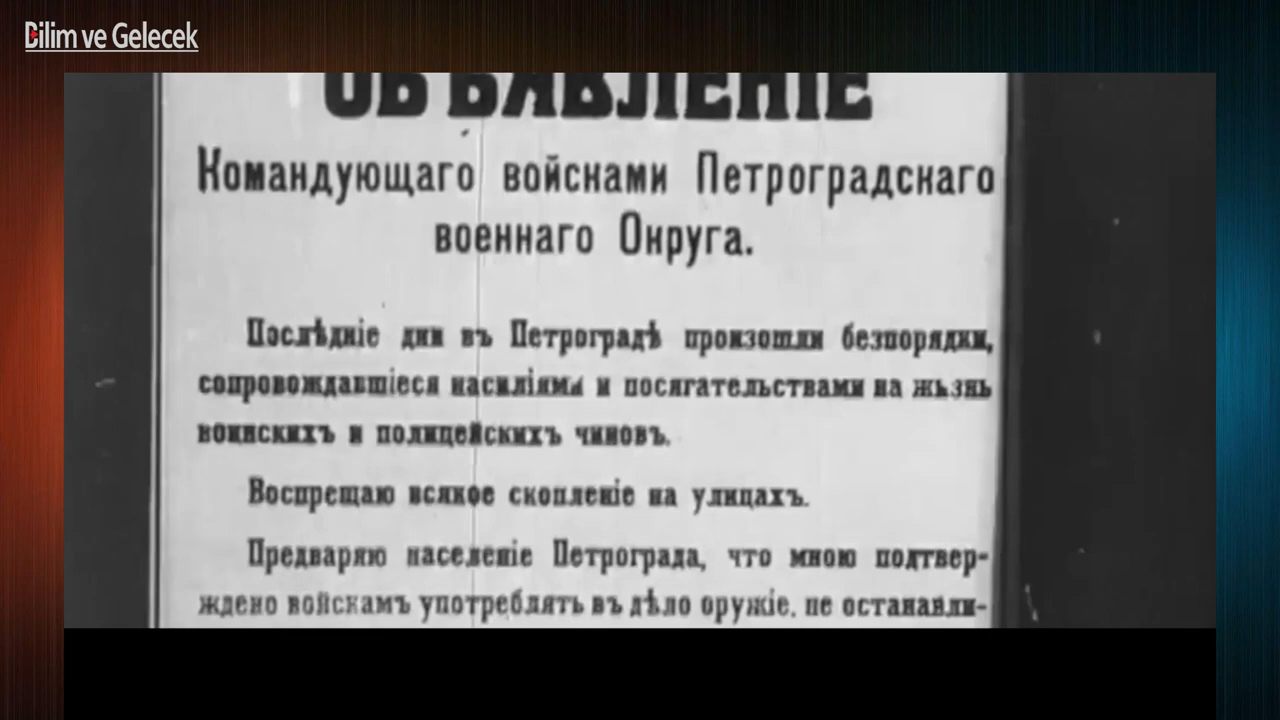 Bilim ve Gelecek
ОБЪЯВЛЕНІЕ
Командующаго войсками Петроградскаго
военнаго Округа.
Послѣдніе дни въ Петроградѣ произошли безпорядки,
сопровождавшіеся насиліями и посягательствами на жизнь
воинскихъ и полицейскихъ чиновъ.
Воспрещаю всякое скопленіе на улицахъ.
Предваряю населеніе Петрограда, что мною подтвер-
ждено войскамъ употреблять въ дѣло оружіе, не останавли-